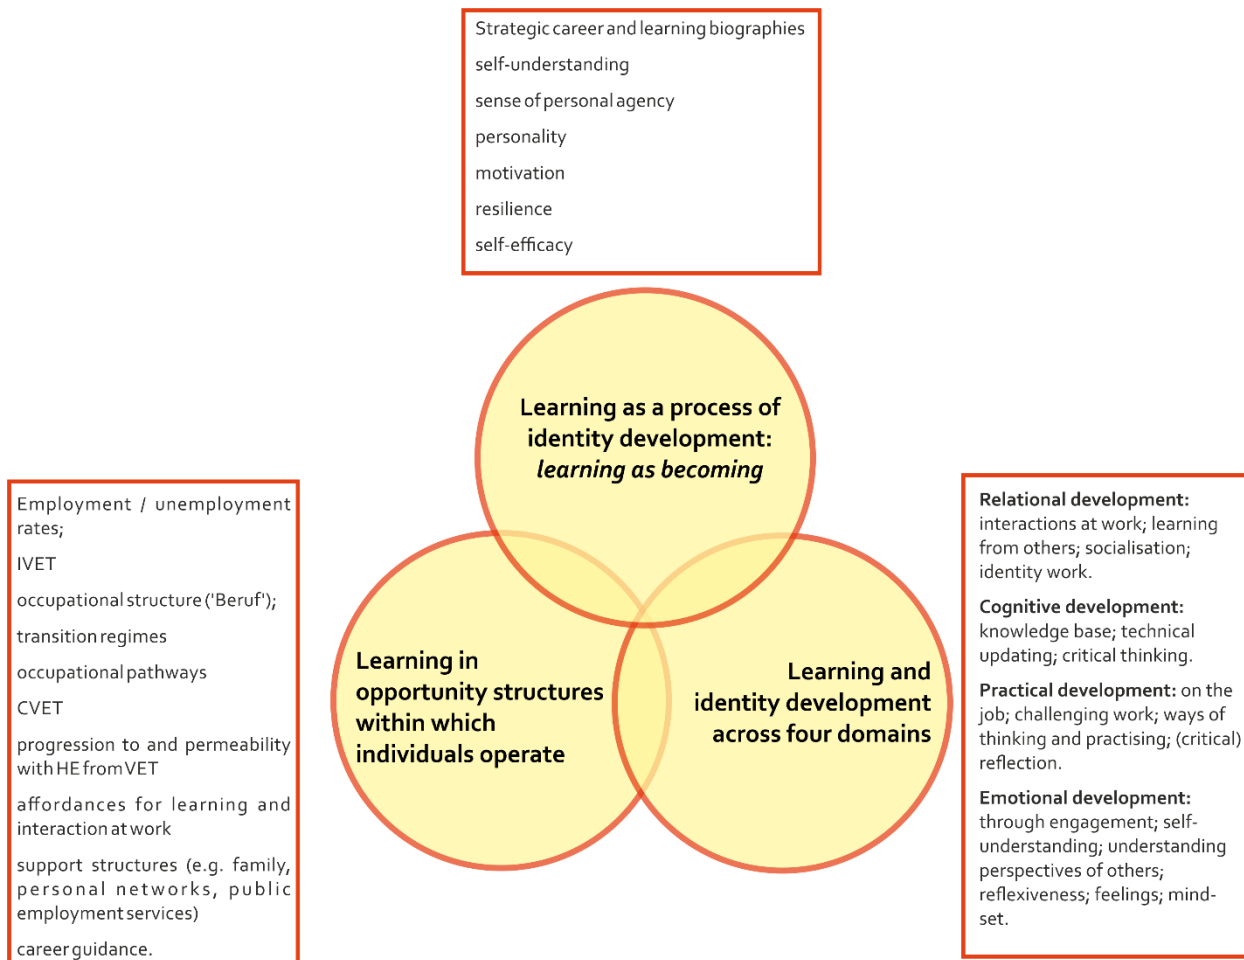 Strategic career and learning biographies
self-understanding
sense of personal agency
personality
motivation
resilience
self-efficacy
Learning as a process of
identity development:
learning as becoming
Employment / unemployment
rates;
IVET
occupational structure ('Beruf');
transition regimes
occupational pathways
CVET
progression to and permeability
with HE from VET
affordances for learning and
interaction at work
support structures (e.g. family,
personal networks, public
employment services)
career guidance.
Learning in
opportunity structures
within which
individuals operate
Learning and
identity development
across four domains
Relational development:
interactions at work; learning
from others; socialisation;
identity work.
Cognitive development:
knowledge base; technical
updating; critical thinking.
Practical development: on the
job; challenging work; ways of
thinking and practising; (critical)
reflection.
Emotional development:
through engagement; self-
understanding; understanding
perspectives of others;
reflexiveness; feelings; mind-
set.